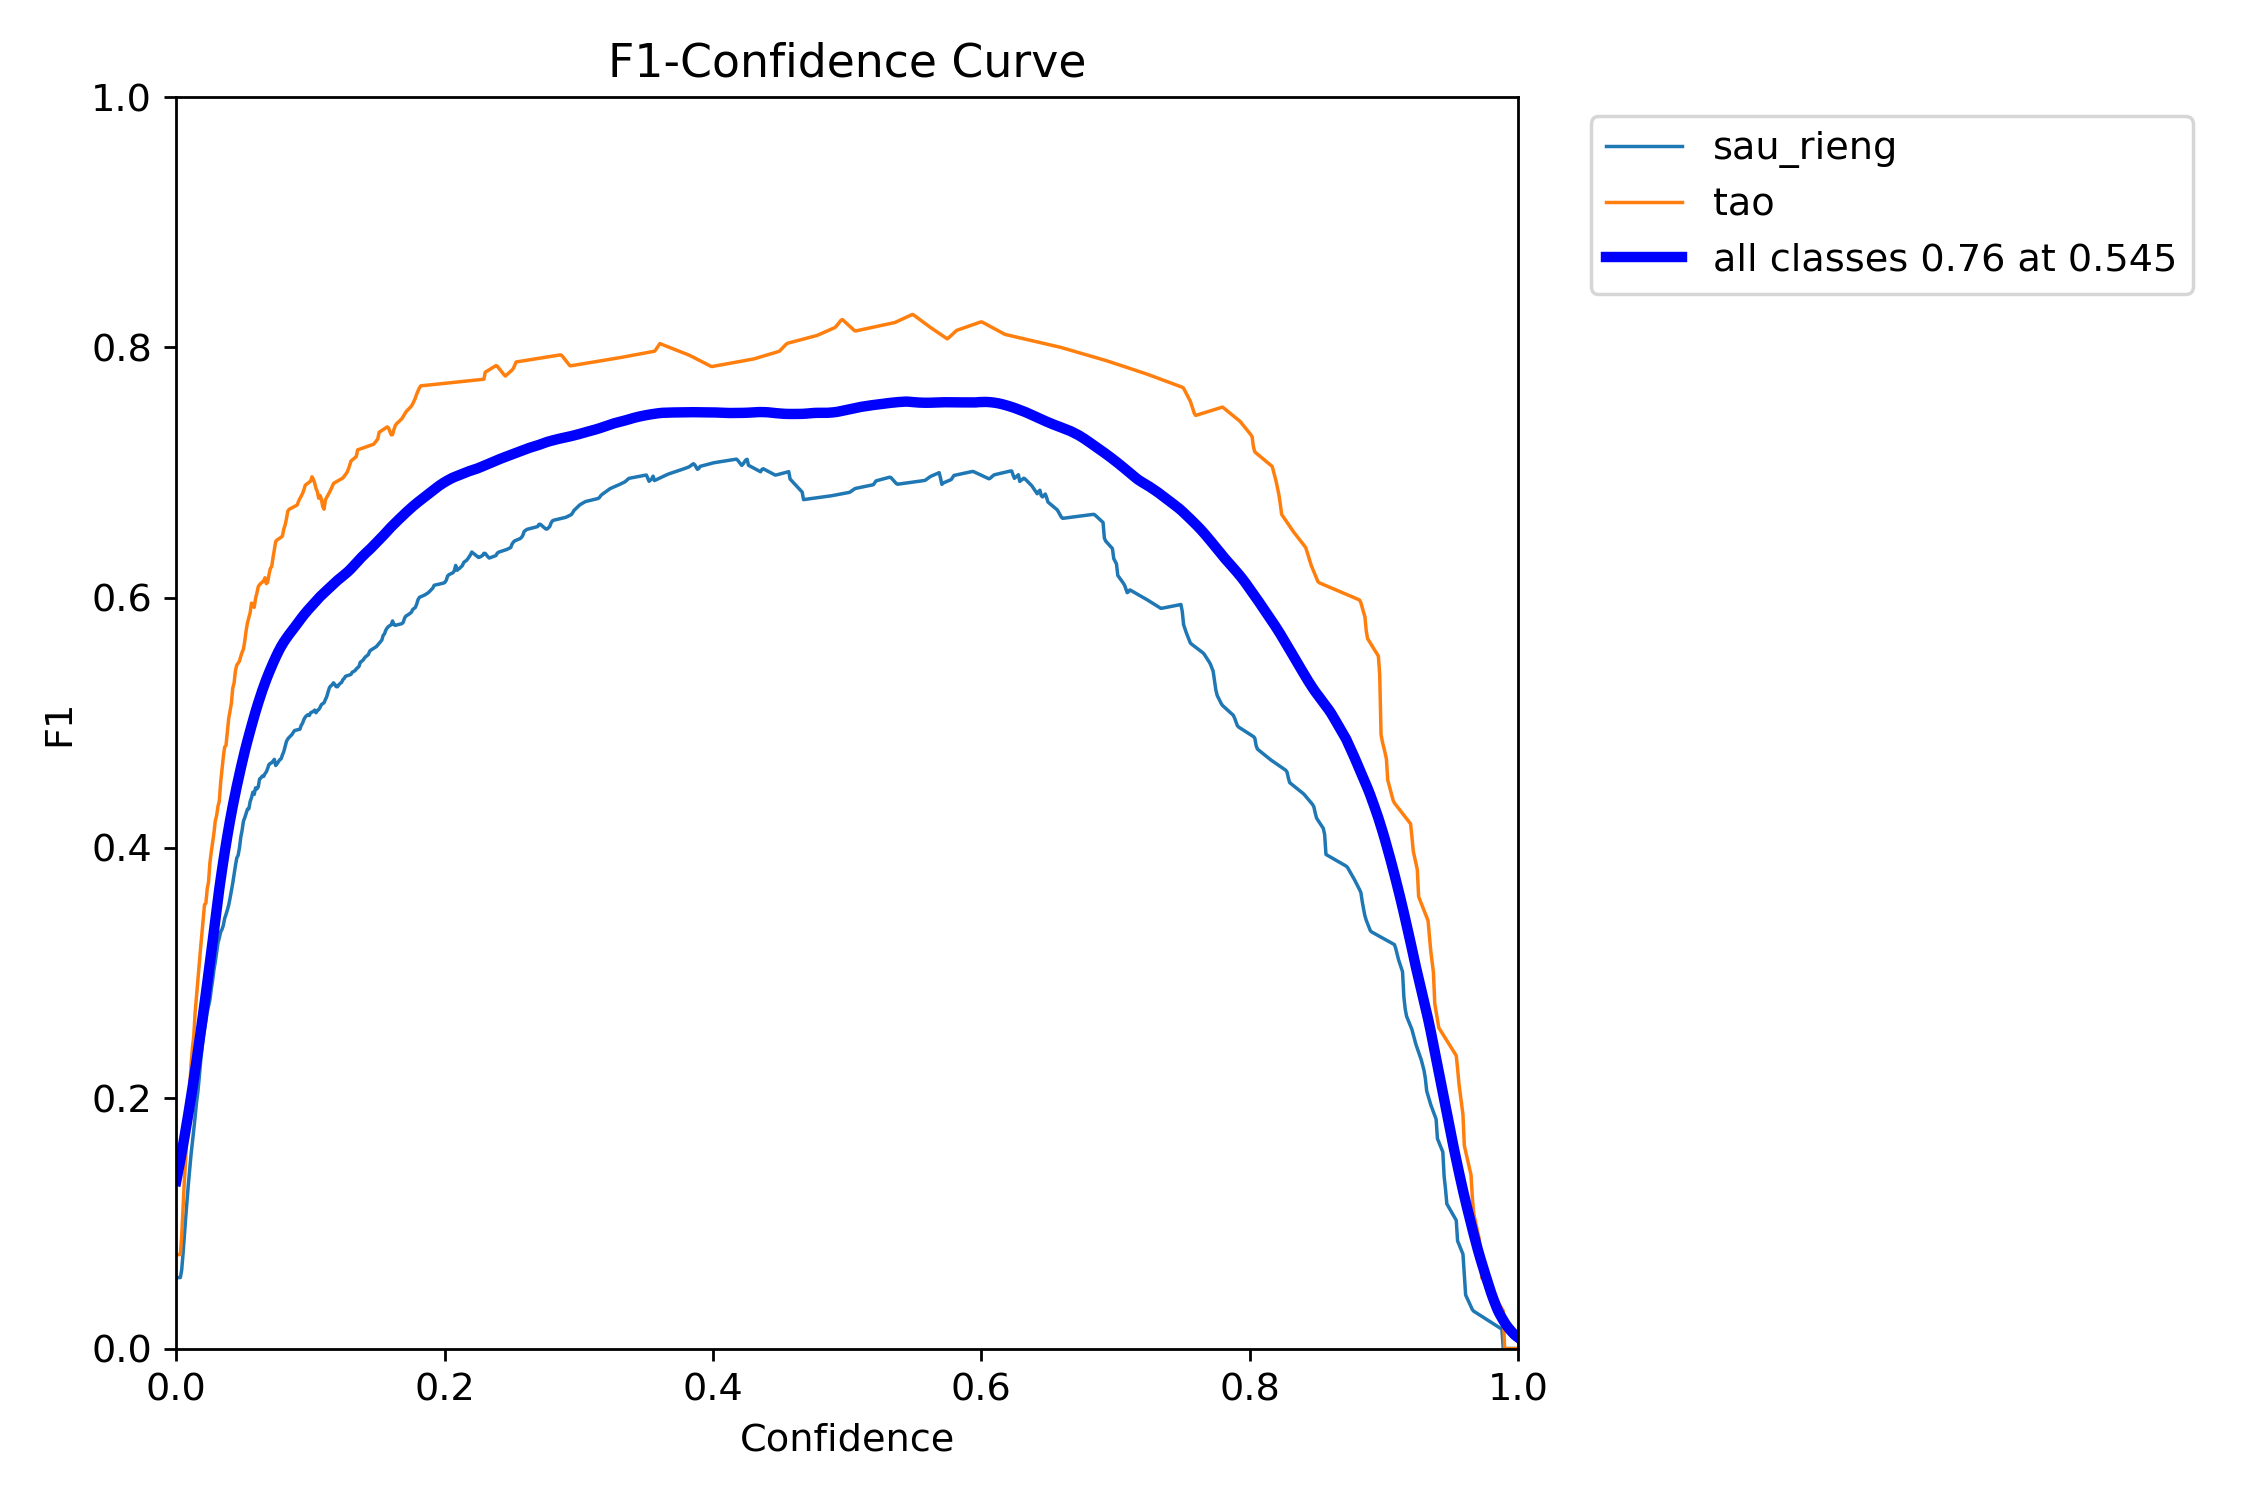 F1-Confidence Curve
1.0
0.8
0.6
0.4
0.2
0.0
F1
0.0 0.2 0.4 0.6 0.8 1.0
Confidence
sau_rieng
tao
all classes 0.76 at 0.545